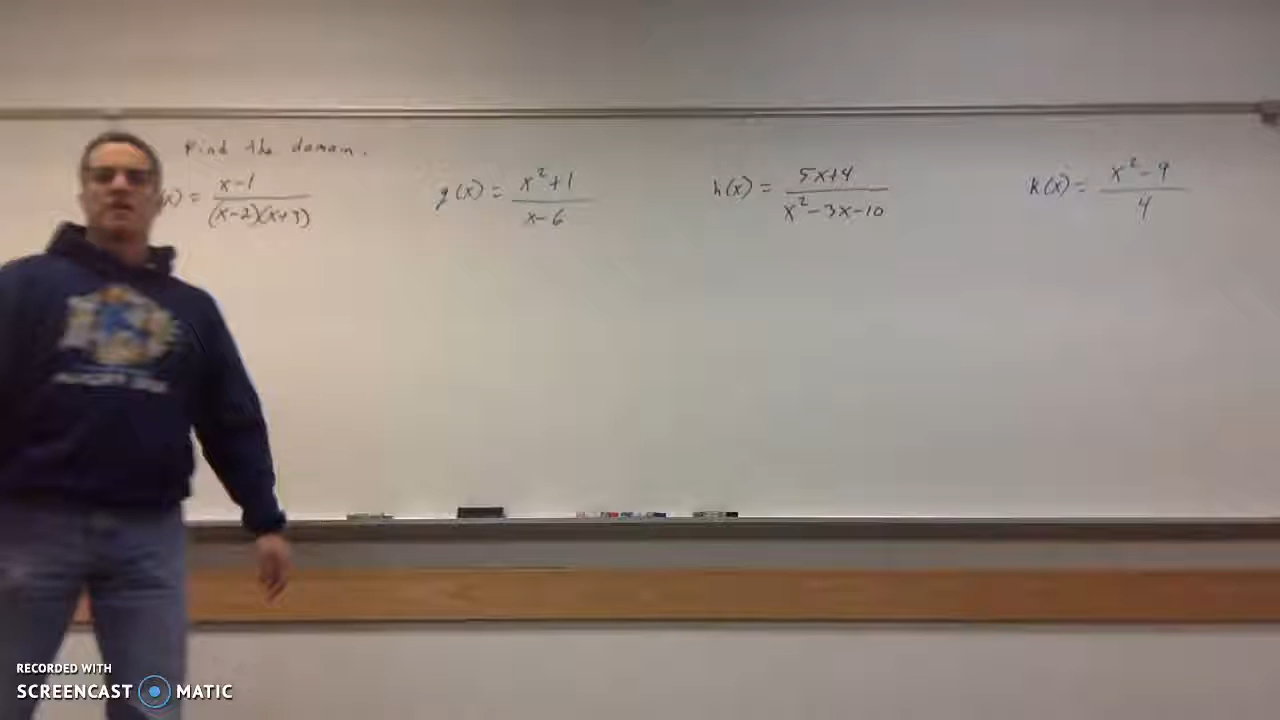 Find the domain.
(x) = x-1 / (x-2)(x+3)
g(x) = x²+1 / x-6
h(x) = 5x+4 / x²-3x-10
k(x) = x²-9 / 4
RECORDED WITH
SCREENCAST MATIC